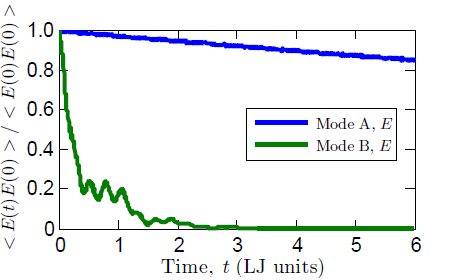 < E(t)E(0) > / < E(0)E(0) >
1.0
0.8
0.6
0.4
0.2
0
Mode A, E
Mode B, E
0 1 2 3 4 5 6
Time, t (LJ units)